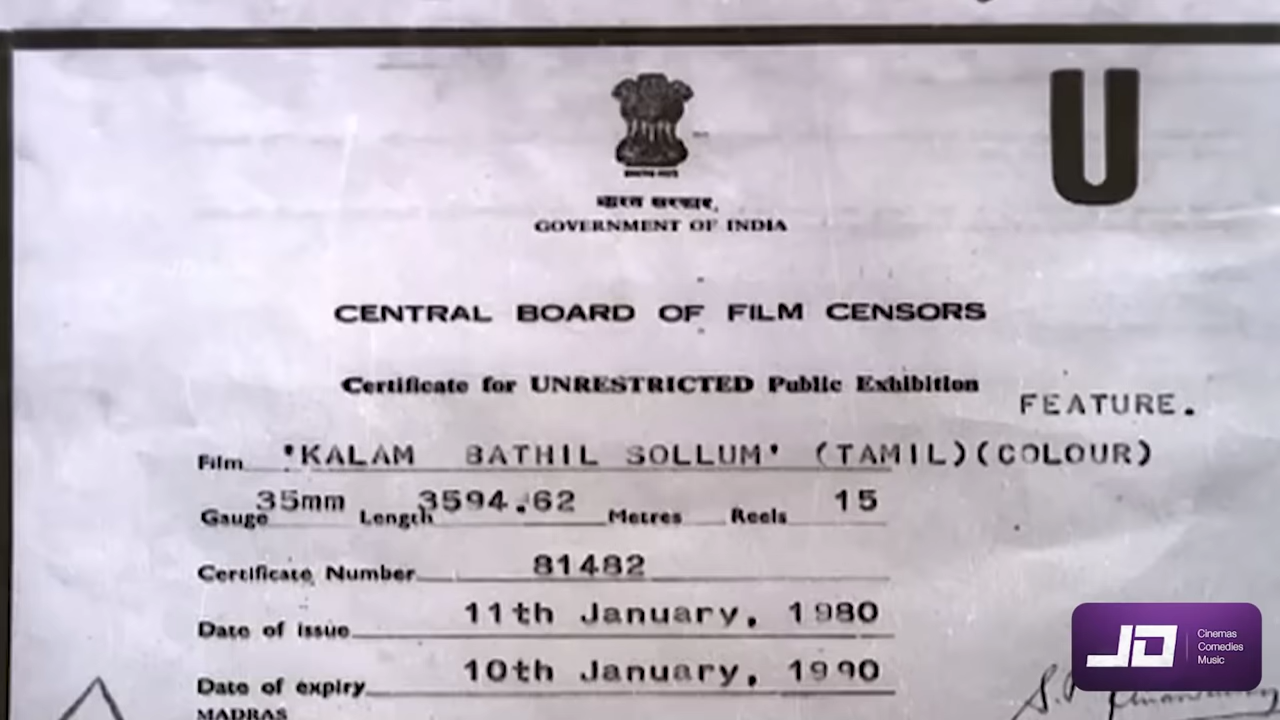 U
भारत सरकार
GOVERNMENT OF INDIA
CENTRAL BOARD OF FILM CENSORS
Certificate for UNRESTRICTED Public Exhibition
FEATURE.
Film 'KALAM BATHIL SOLLUM' (TAMIL)(COLOUR)
Gauge 35mm Length 3594.62 Metres Reels 15
Certificate Number 81482
Date of issue 11th January, 1980
Date of expiry 10th January, 1990
MADRAS
JD
Cinemas
Comedies
Music